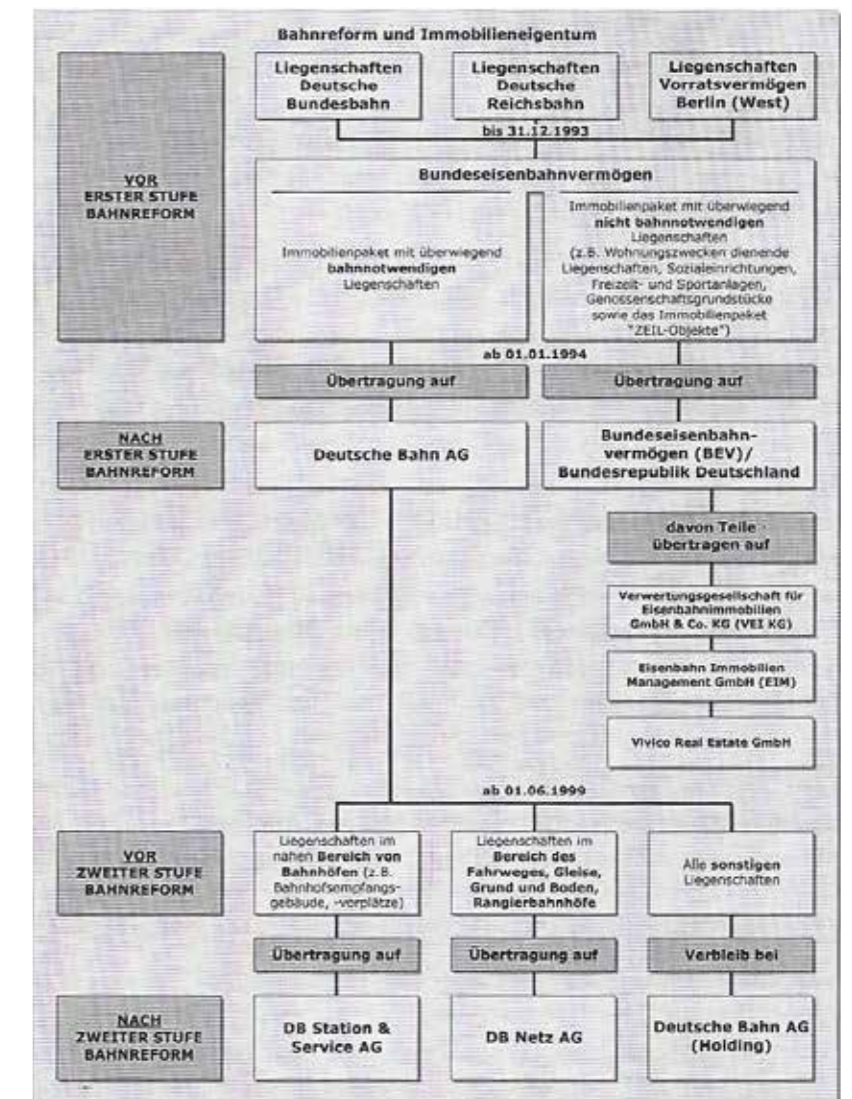 Bahnreform und Immobilieneigentum
Liegenschaften
Deutsche
Bundesbahn
Liegenschaften
Deutsche
Reichsbahn
Liegenschaften
Vorratsvermögen
Berlin (West)
bis 31.12.1993
VOR
ERSTER STUFE
BAHNREFORM
Bundeseisenbahnvermögen
Immobilienpaket mit überwiegend
bahnnotwendigen
Liegenschaften
Immobilienpaket mit überwiegend
nicht bahnnotwendigen
Liegenschaften
(z.B. Wohnungszwecken dienende
Liegenschaften, Sozialeinrichtungen,
Freizeit- und Sportanlagen,
Genossenschaftsgrundstücke
sowie das Immobilienpaket
"ZEIL-Objekte")
ab 01.01.1994
Übertragung auf
Übertragung auf
NACH
ERSTER STUFE
BAHNREFORM
Deutsche Bahn AG
Bundeseisenbahn-
vermögen (BEV)/
Bundesrepublik Deutschland
davon Teile
übertragen auf
Verwertungsgesellschaft für
Eisenbahnimmobilien
GmbH & Co. KG (VEI KG)
Eisenbahn Immobilien
Management GmbH (EIM)
Vivico Real Estate GmbH
ab 01.06.1999
VOR
ZWEITER STUFE
BAHNREFORM
Liegenschaften im
nahen Bereich von
Bahnhöfen (z.B.
Bahnhofsempfangs-
gebäude, -vorplätze)
Liegenschaften im
Bereich des
Fahrweges, Gleise,
Grund und Boden,
Rangierbahnhöfe
Alle sonstigen
Liegenschaften
Übertragung auf
Übertragung auf
Verbleib bei
NACH
ZWEITER STUFE
BAHNREFORM
DB Station &
Service AG
DB Netz AG
Deutsche Bahn AG
(Holding)